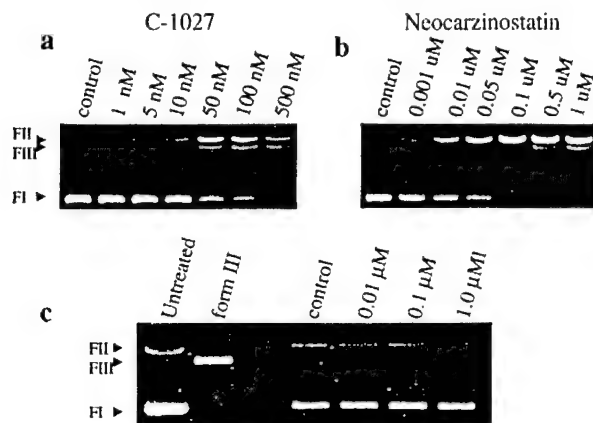 C-1027
a
control
1 nM
5 nM
10 nM
50 nM
100 nM
500 nM
FII
FIII
FI
Neocarzinostatin
b
control
0.001 uM
0.01 uM
0.05 uM
0.1 uM
0.5 uM
1 uM
c
Untreated
form III
control
0.01 µM
0.1 µM
1.0 µM1
FII
FIII
FI